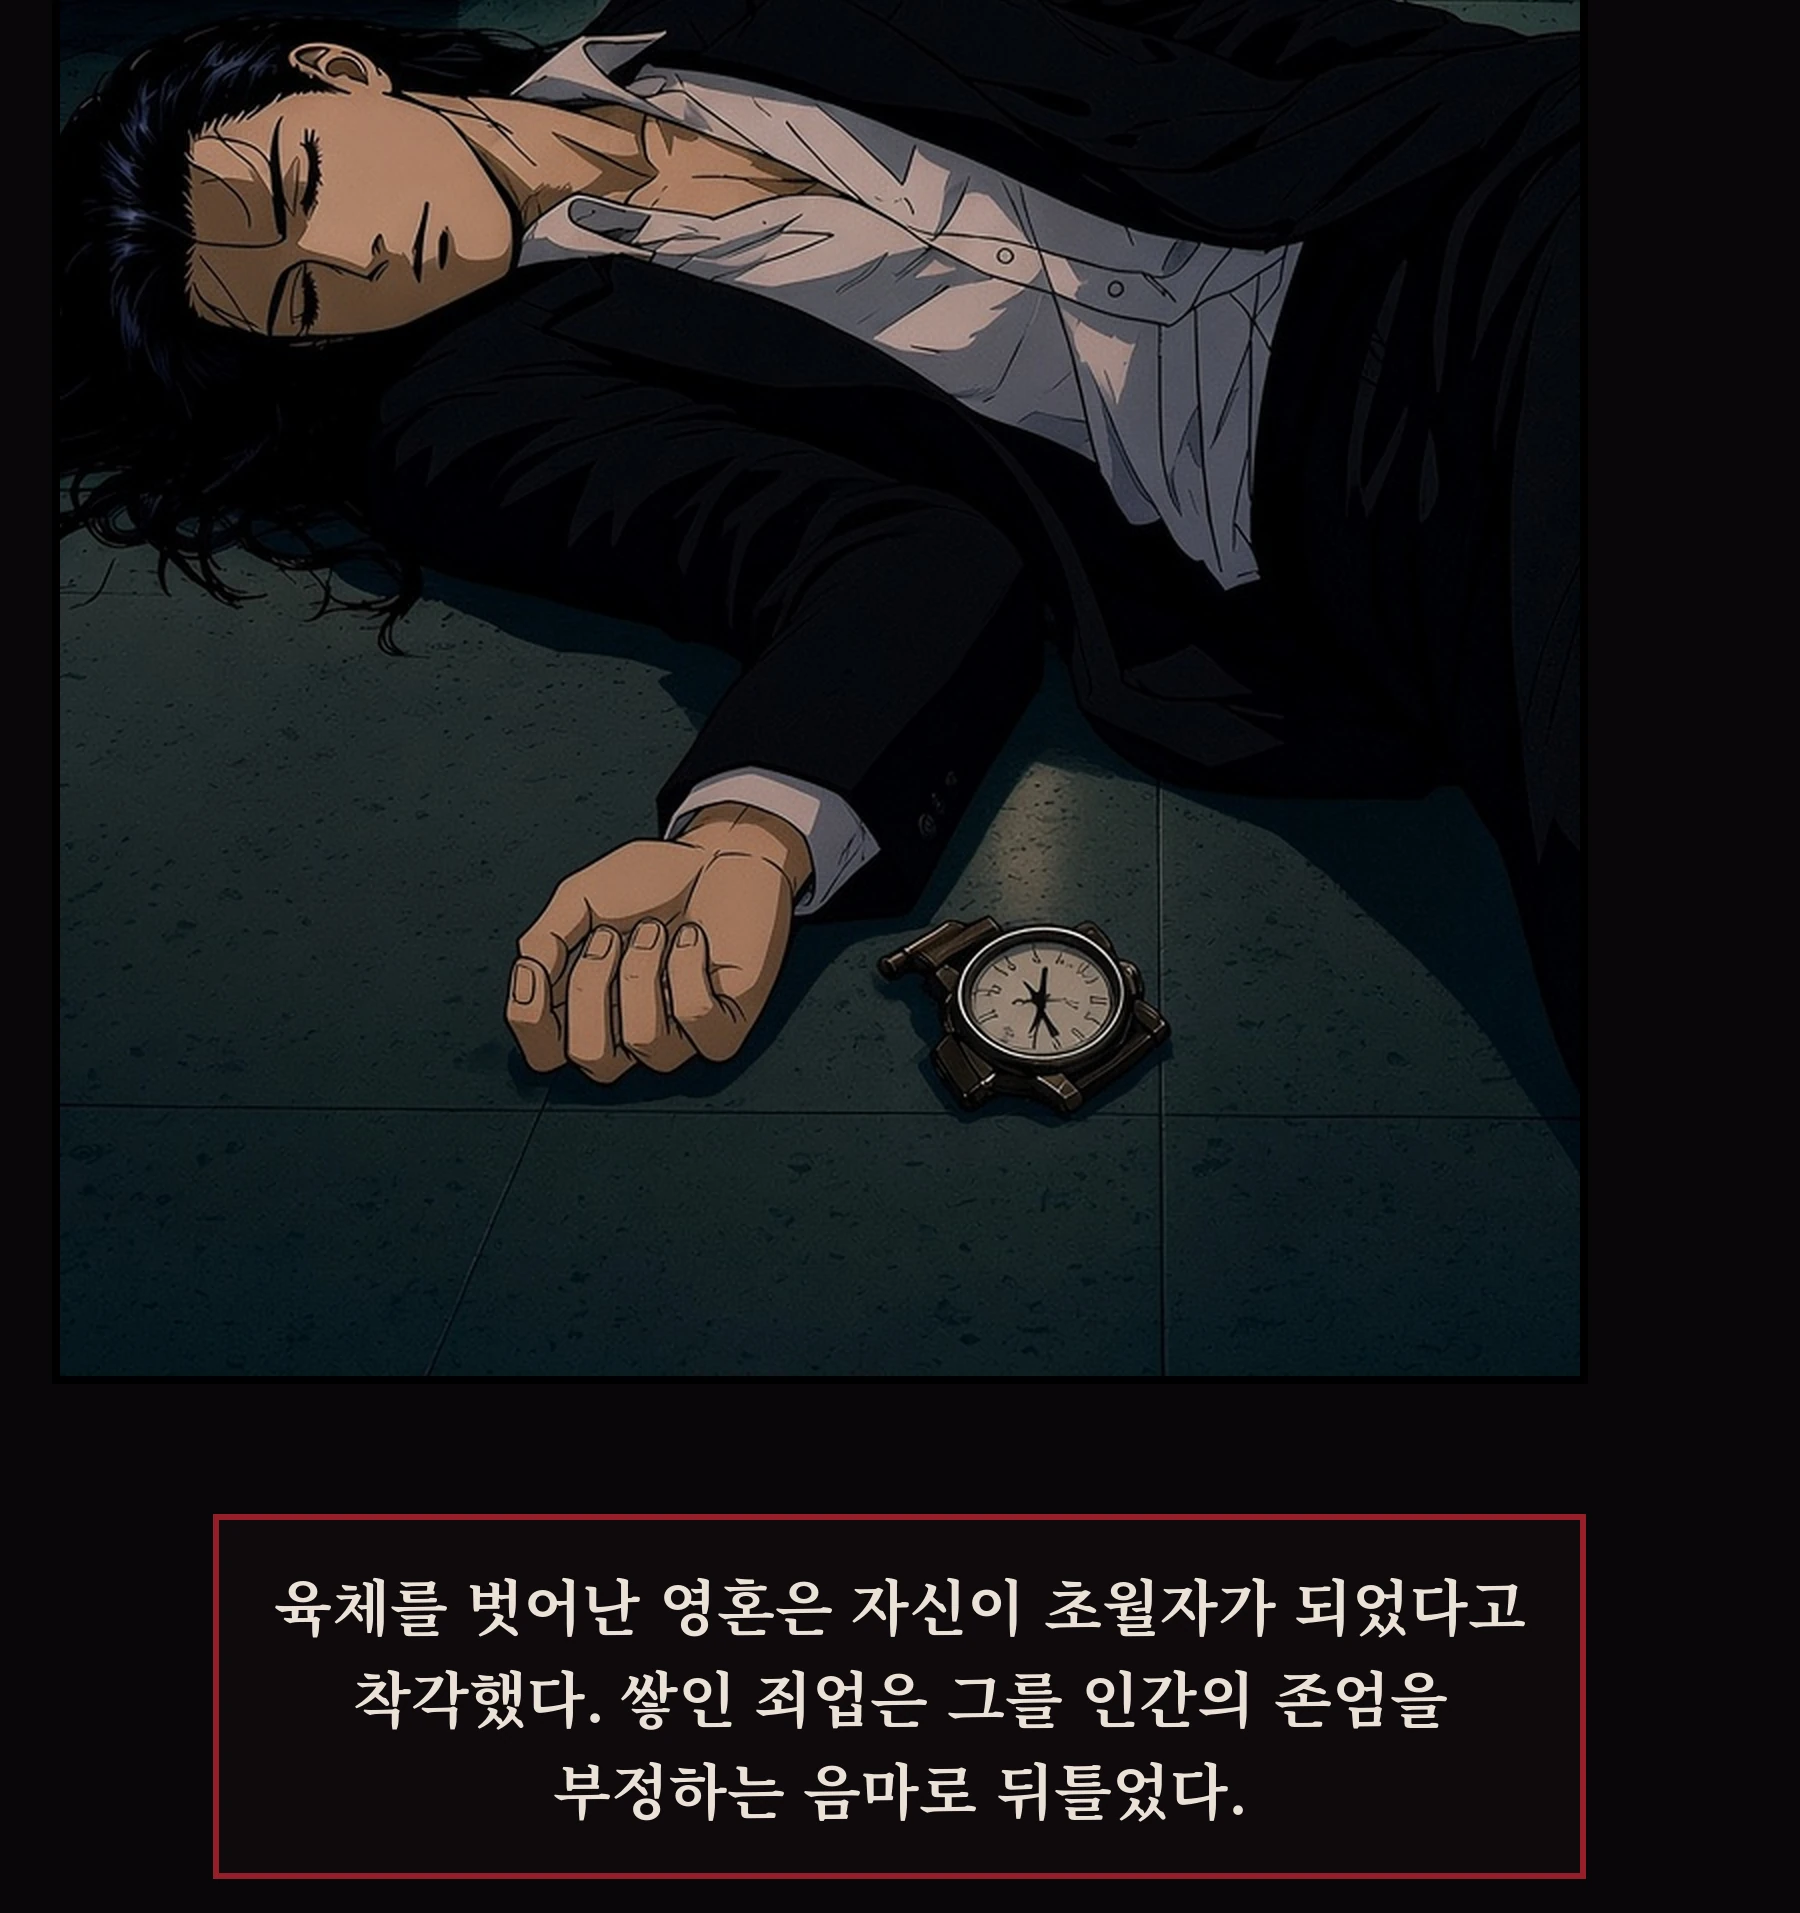 육체를 벗어난 영혼은 자신이 초월자가 되었다고
착각했다. 쌓인 죄업은 그를 인간의 존엄을
부정하는 음마로 뒤틀었다.